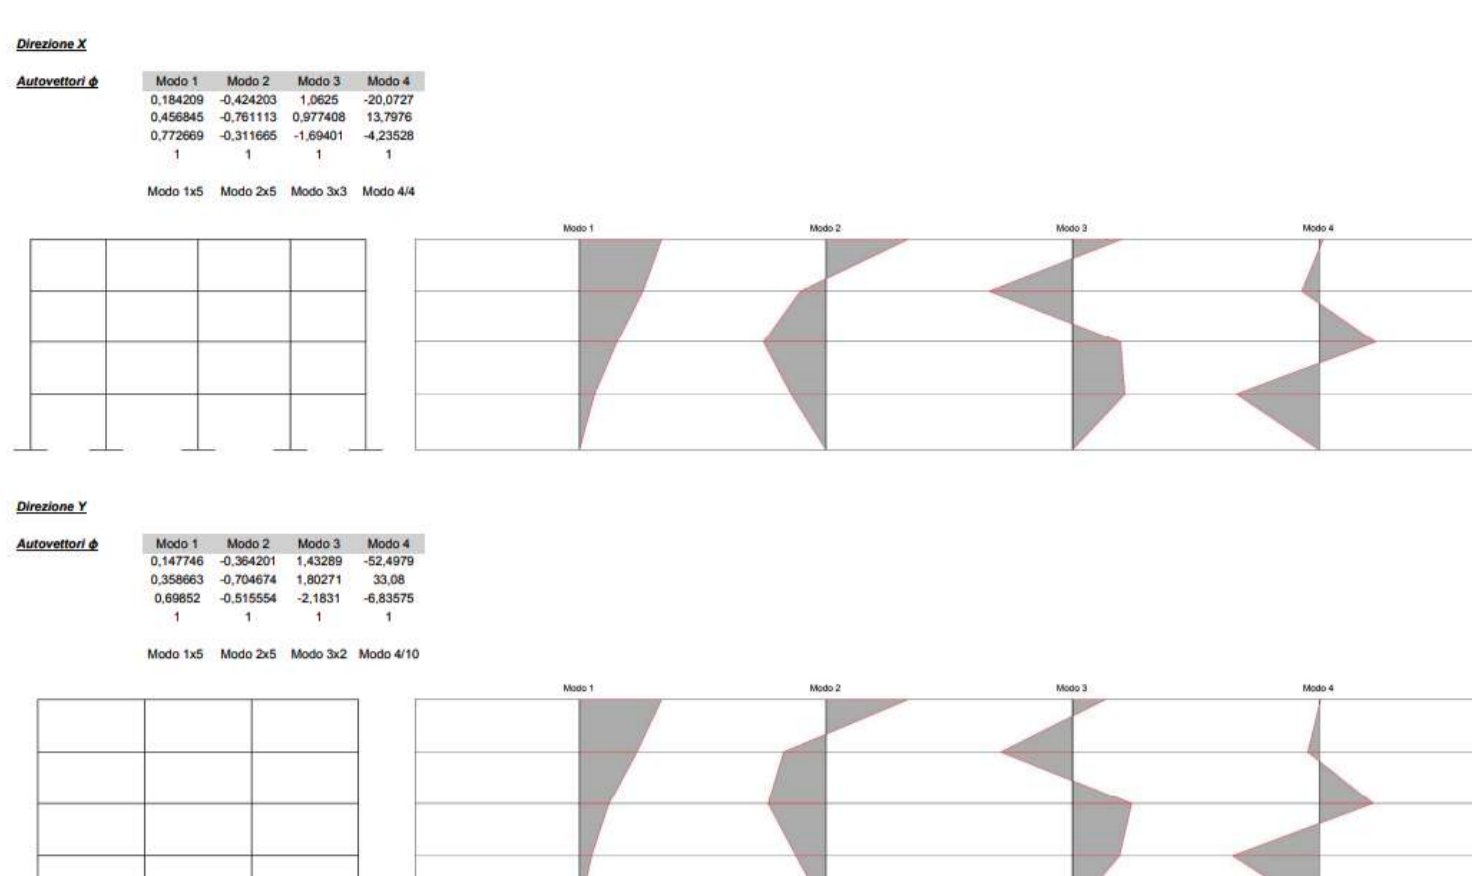 Direzione X
Autovettori ϕ Modo 1 Modo 2 Modo 3 Modo 4
0,184209 -0,424203 1,0625 -20,0727
0,456845 -0,761113 0,977408 13,7976
0,772669 -0,311665 -1,69401 -4,23528
1 1 1 1
Modo 1x5 Modo 2x5 Modo 3x3 Modo 4/4
Modo 1 Modo 2 Modo 3 Modo 4
Direzione Y
Autovettori ϕ Modo 1 Modo 2 Modo 3 Modo 4
0,147746 -0,364201 1,43289 -52,4979
0,358663 -0,704674 1,80271 33,08
0,69852 -0,515554 -2,1831 -6,83575
1 1 1 1
Modo 1x5 Modo 2x5 Modo 3x2 Modo 4/10
Modo 1 Modo 2 Modo 3 Modo 4